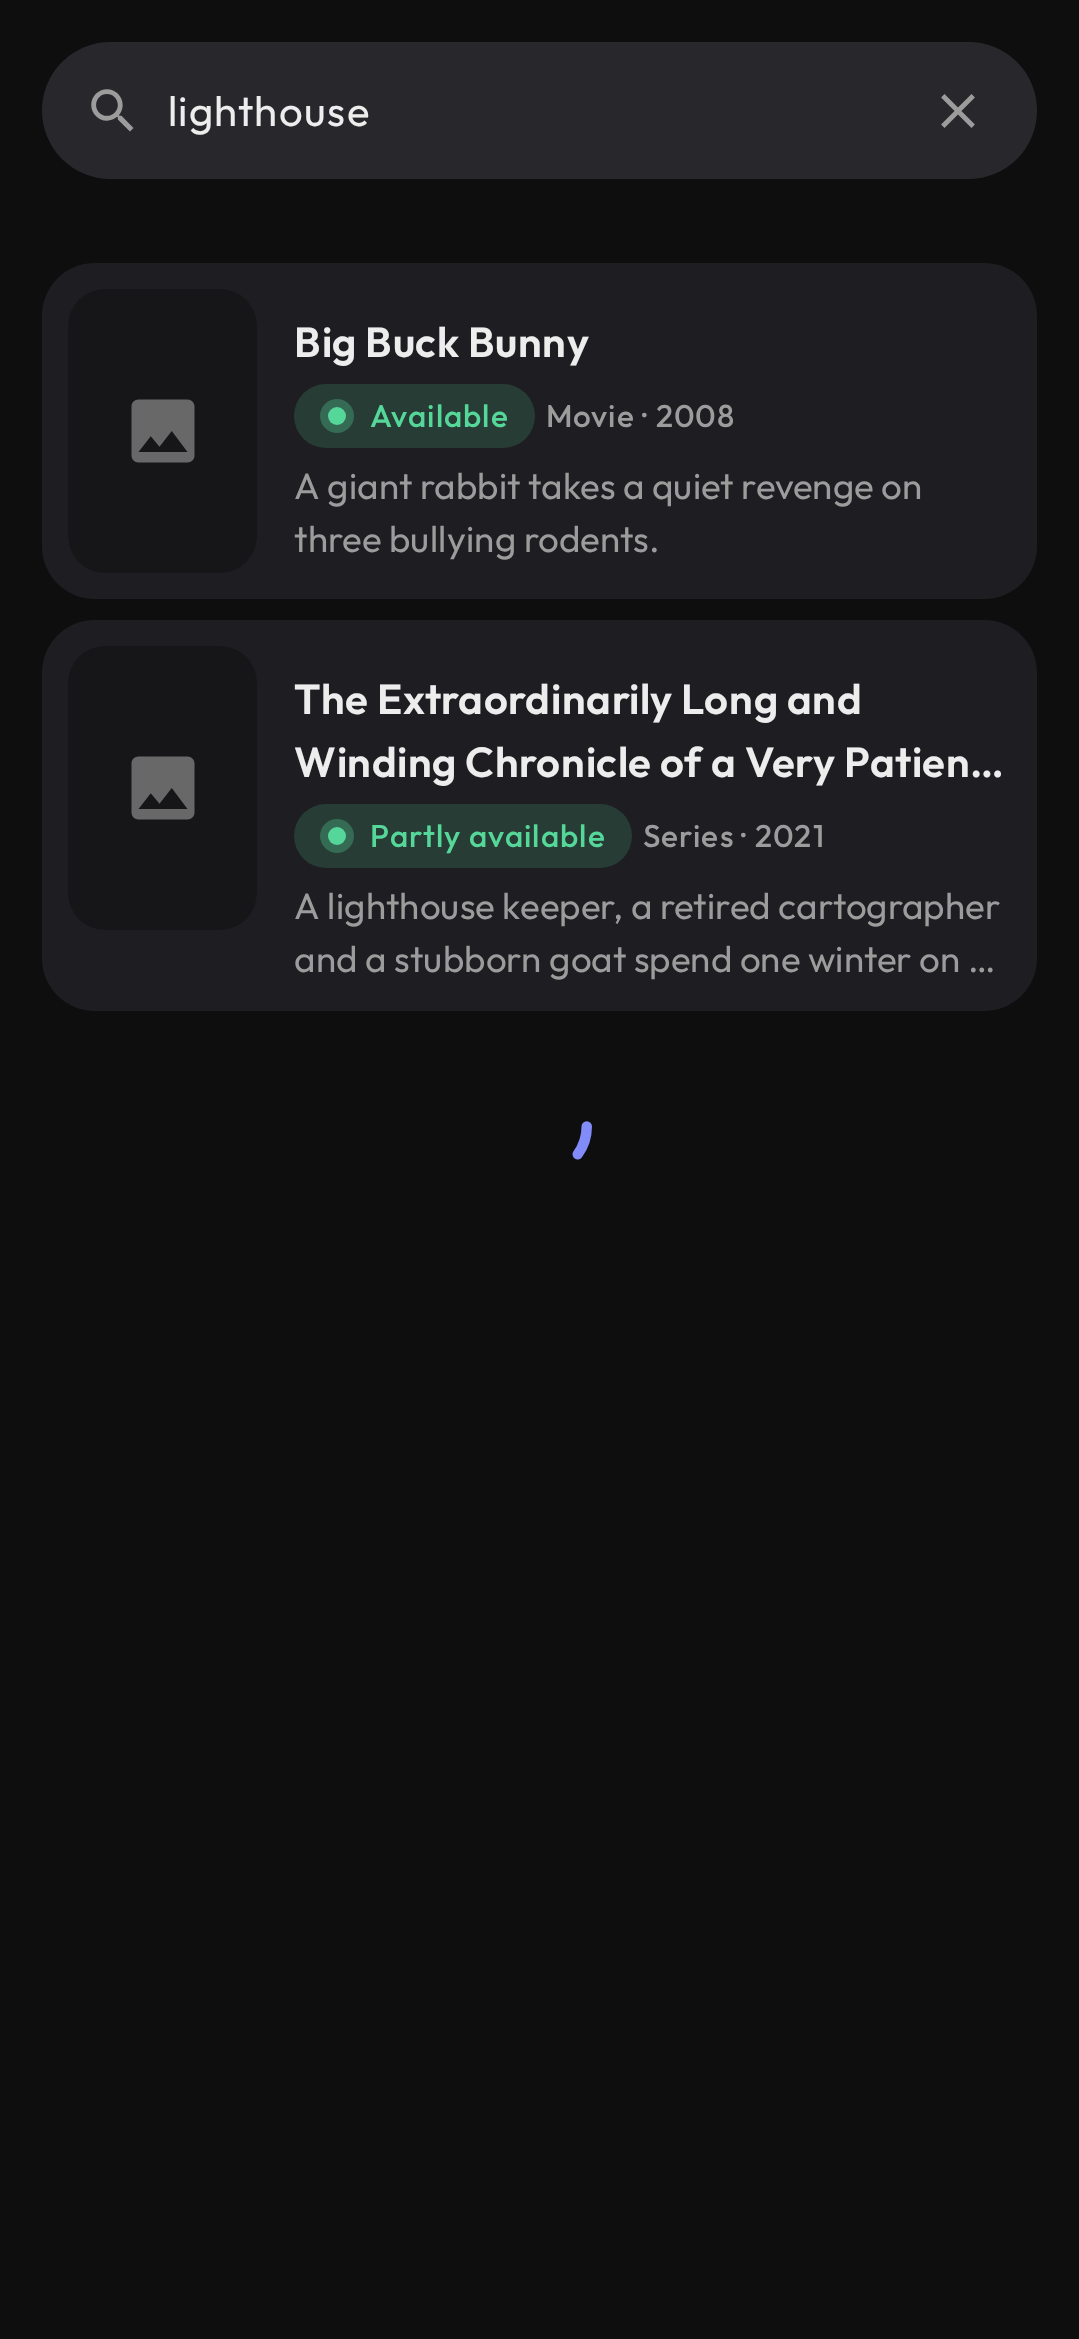 lighthouse
Big Buck Bunny
Available Movie · 2008
A giant rabbit takes a quiet revenge on
three bullying rodents.
The Extraordinarily Long and
Winding Chronicle of a Very Patien...
Partly available Series · 2021
A lighthouse keeper, a retired cartographer
and a stubborn goat spend one winter on ...